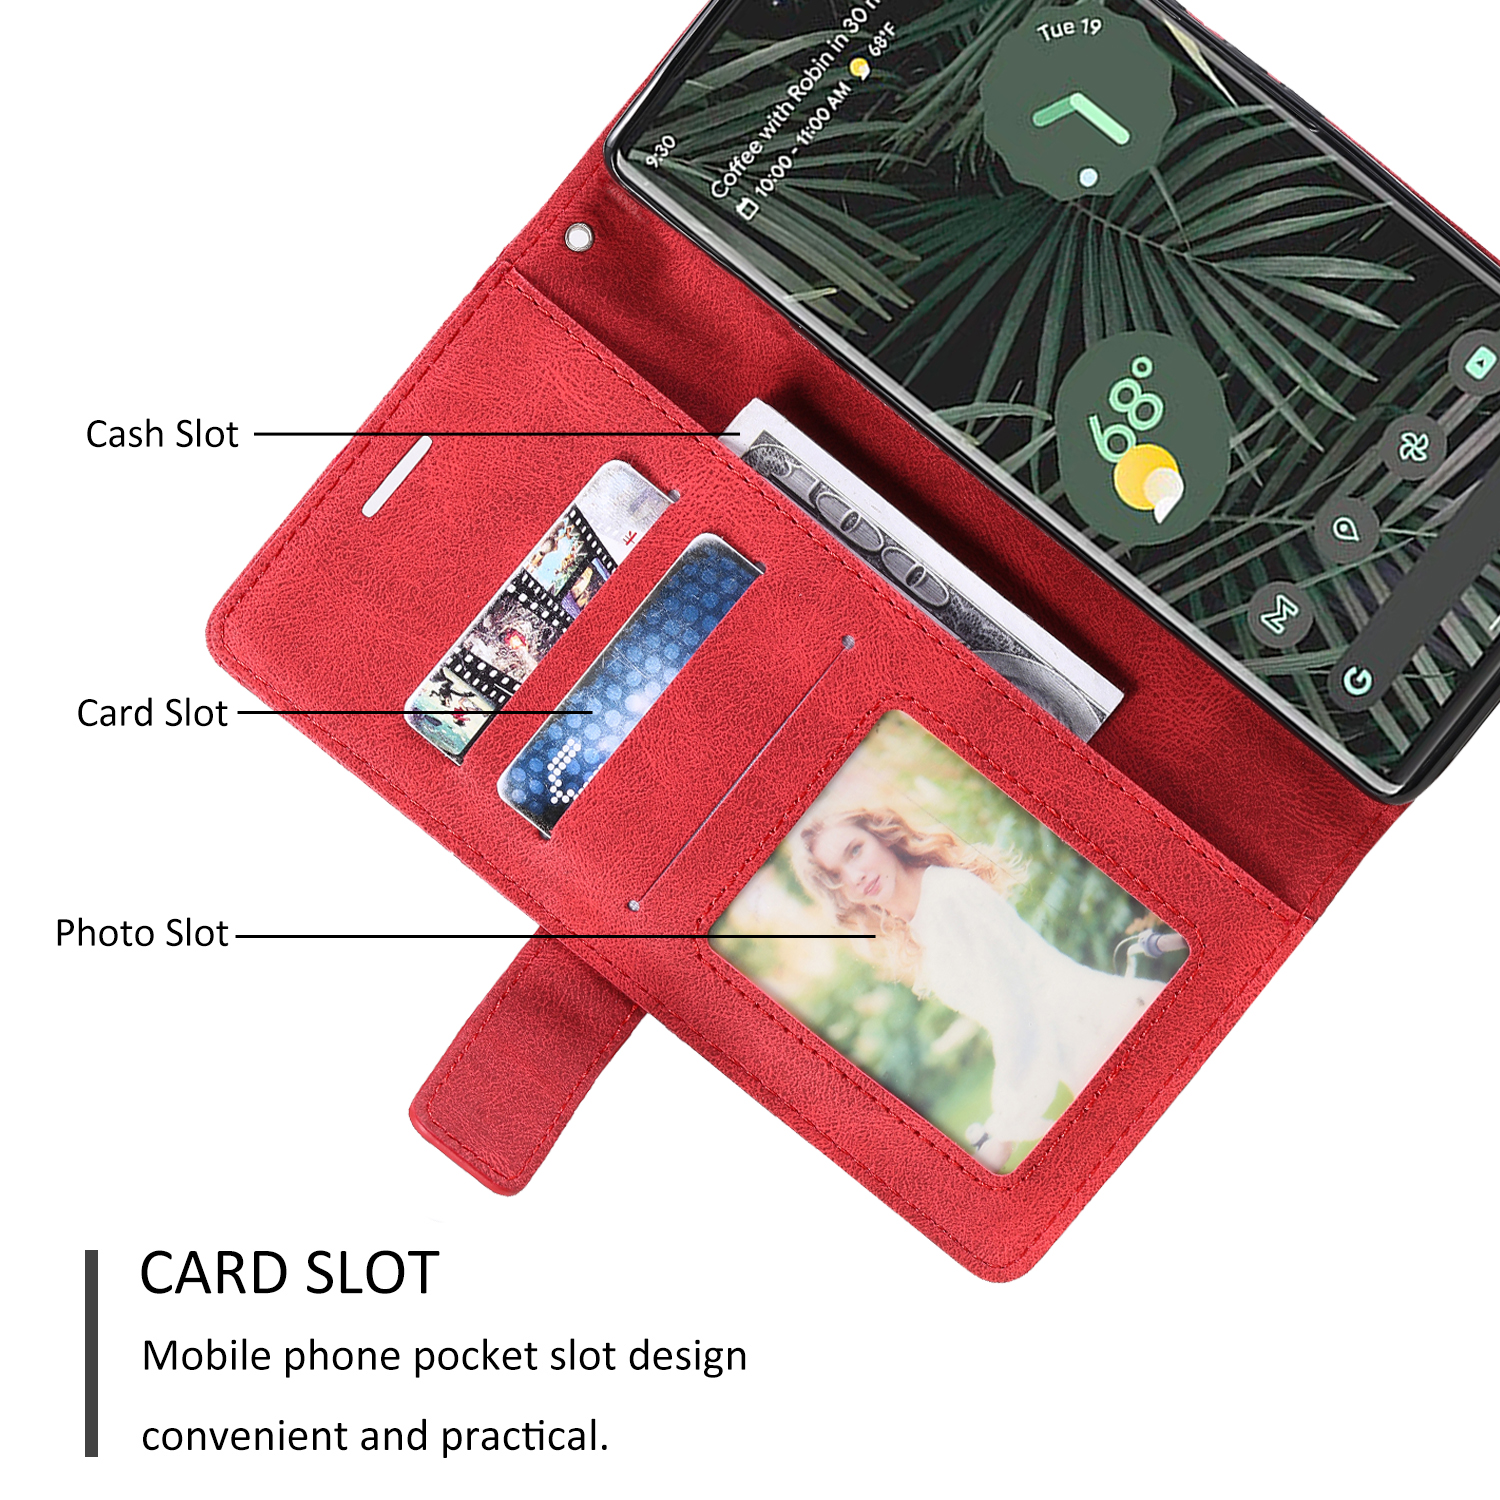 Tue 19
Coffee with Robin in 30
10:00 - 11:00 AM 68°F
9:30
68°
100
Cash Slot
Card Slot
Photo Slot
CARD SLOT
Mobile phone pocket slot design
convenient and practical.